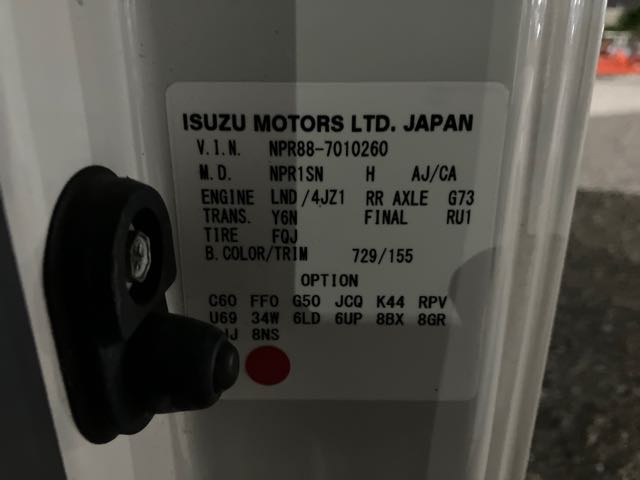 ISUZU MOTORS LTD. JAPAN
V.I.N. NPR88-7010260
M.D. NPR1SN H AJ/CA
ENGINE LND/4JZ1 RR AXLE G73
TRANS. Y6N FINAL RU1
TIRE FQJ
B.COLOR/TRIM 729/155
OPTION
C60 FF0 G50 JCQ K44 RPV
U69 34W 6LD 6UP 8BX 8GR
8NS